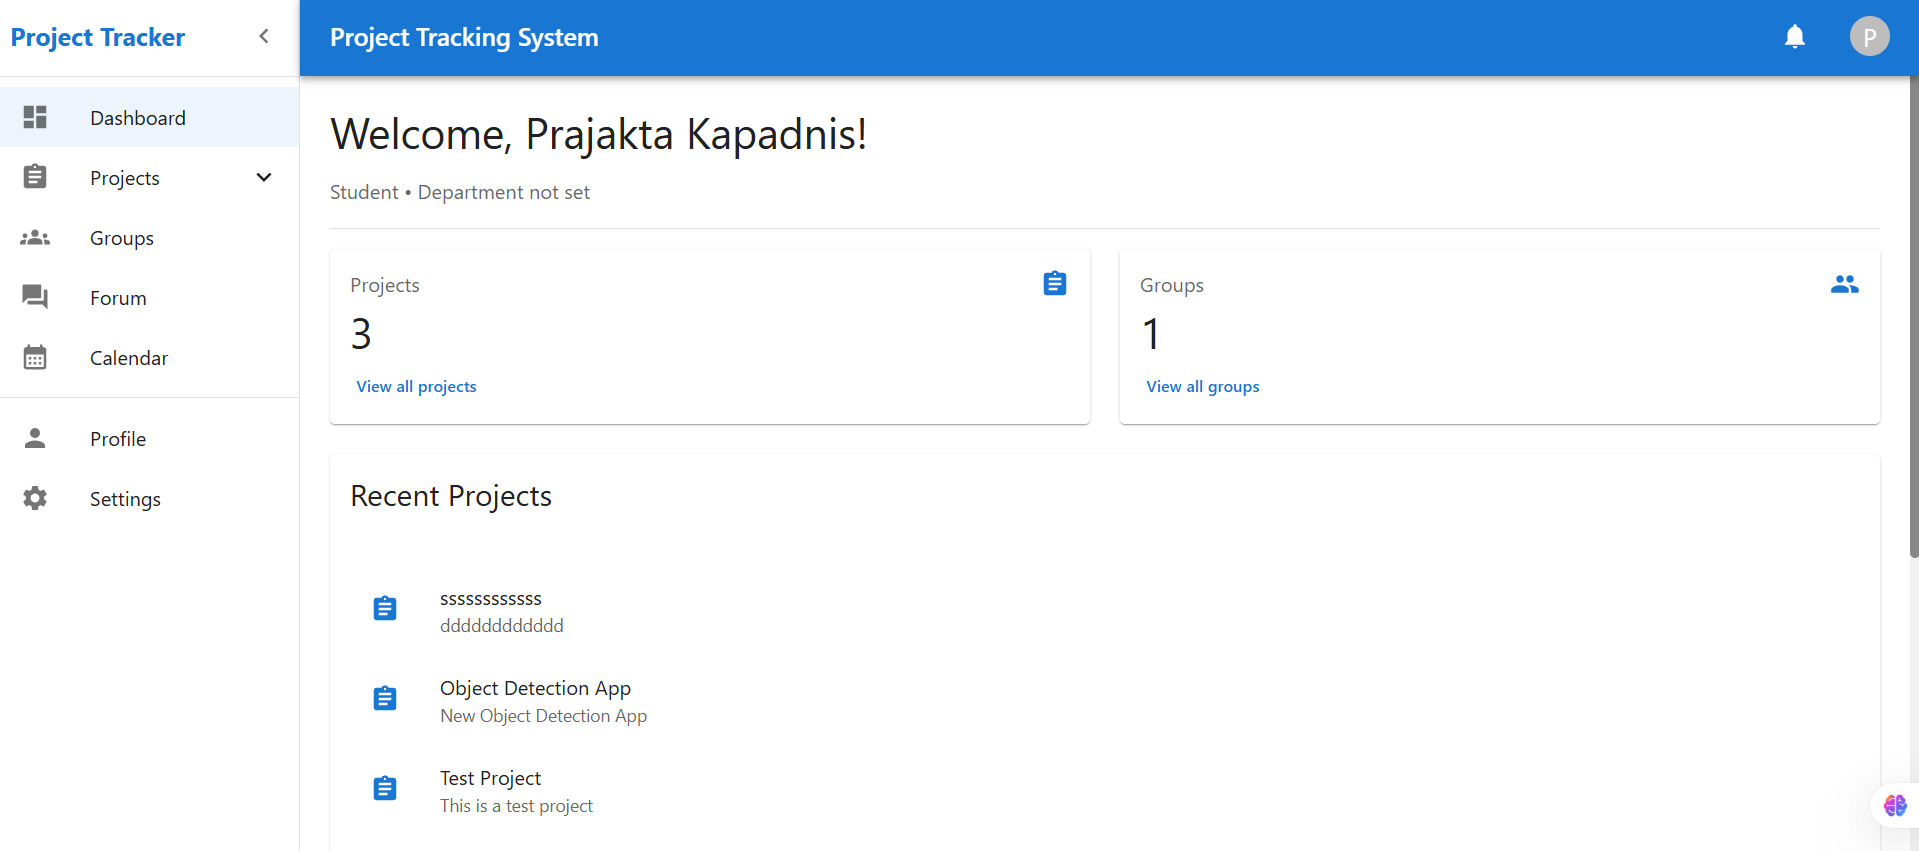 Project Tracker
Project Tracking System
P
Dashboard
Projects
Groups
Forum
Calendar
Profile
Settings
Welcome, Prajakta Kapadnis!
Student • Department not set
Projects
3
View all projects
Groups
1
View all groups
Recent Projects
ssssssssssss
dddddddddddd
Object Detection App
New Object Detection App
Test Project
This is a test project